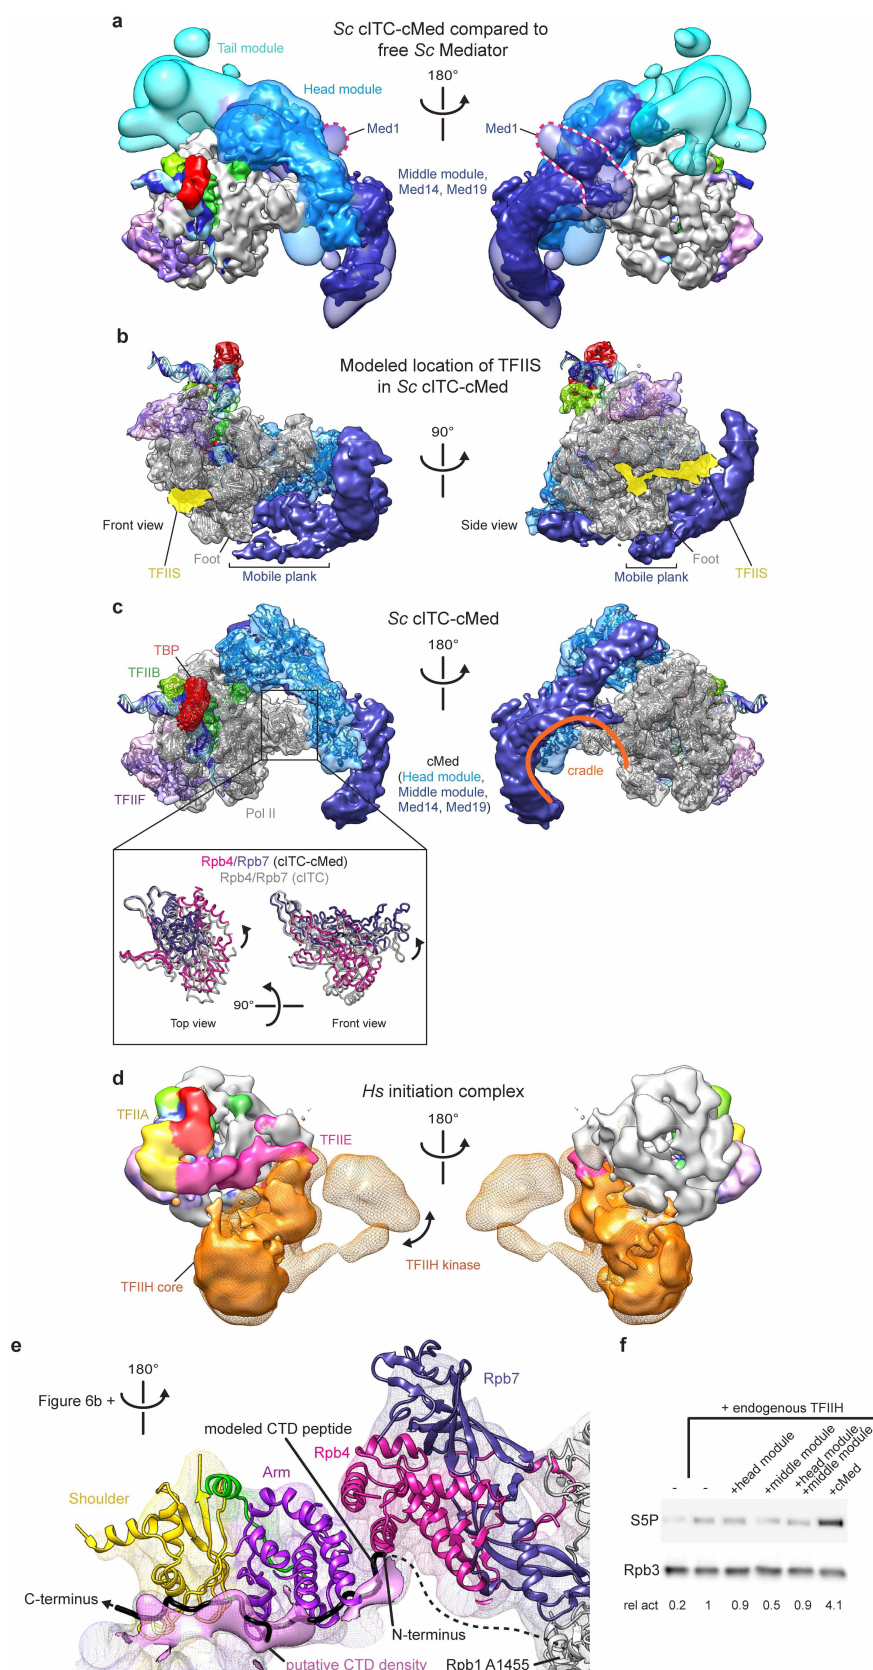 a
Sc cITC-cMed compared to
free Sc Mediator
Tail module
180°
Head module
Med1
Med1
Middle module,
Med14, Med19
b
Modeled location of TFIIS
in Sc cITC-cMed
90°
Front view
Side view
Foot
TFIIS
Mobile plank
Foot
Mobile plank
TFIIS
c
Sc cITC-cMed
180°
TBP
TFIIB
TFIIF
Pol II
cMed
(Head module,
Middle module,
Med14, Med19)
cradle
Rpb4/Rpb7 (cITC-cMed)
Rpb4/Rpb7 (cITC)
90°
Top view
Front view
d
Hs initiation complex
180°
TFIIA
TFIIE
TFIIH core
TFIIH kinase
e
180°
Figure 6b +
Rpb7
modeled CTD peptide
Rpb4
Arm
Shoulder
C-terminus
N-terminus
putative CTD density
Rpb1 A1455
f
+ endogenous TFIIH
-
-
+head module
+middle module
+head module
+middle module
+cMed
S5P
Rpb3
rel act 0.2 1 0.9 0.5 0.9 4.1